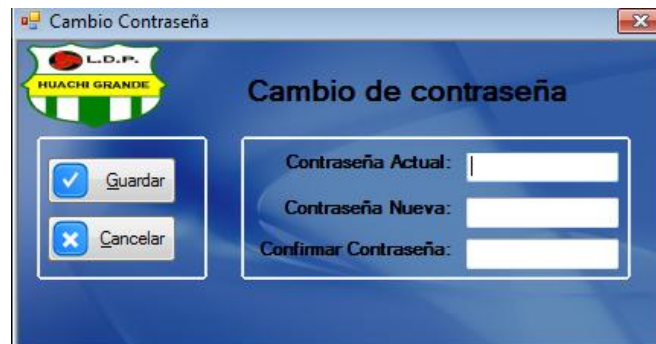 Cambio Contraseña
L.D.P.
HUACHI GRANDE
Cambio de contraseña
Guardar
Cancelar
Contraseña Actual:
Contraseña Nueva:
Confirmar Contraseña: